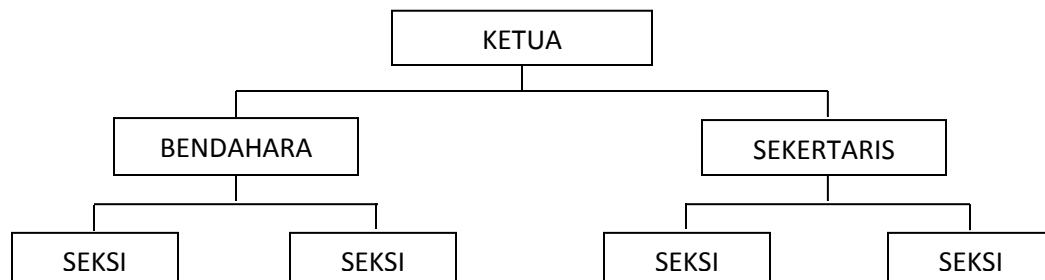 KETUA
BENDAHARA
SEKERTARIS
SEKSI
SEKSI
SEKSI
SEKSI